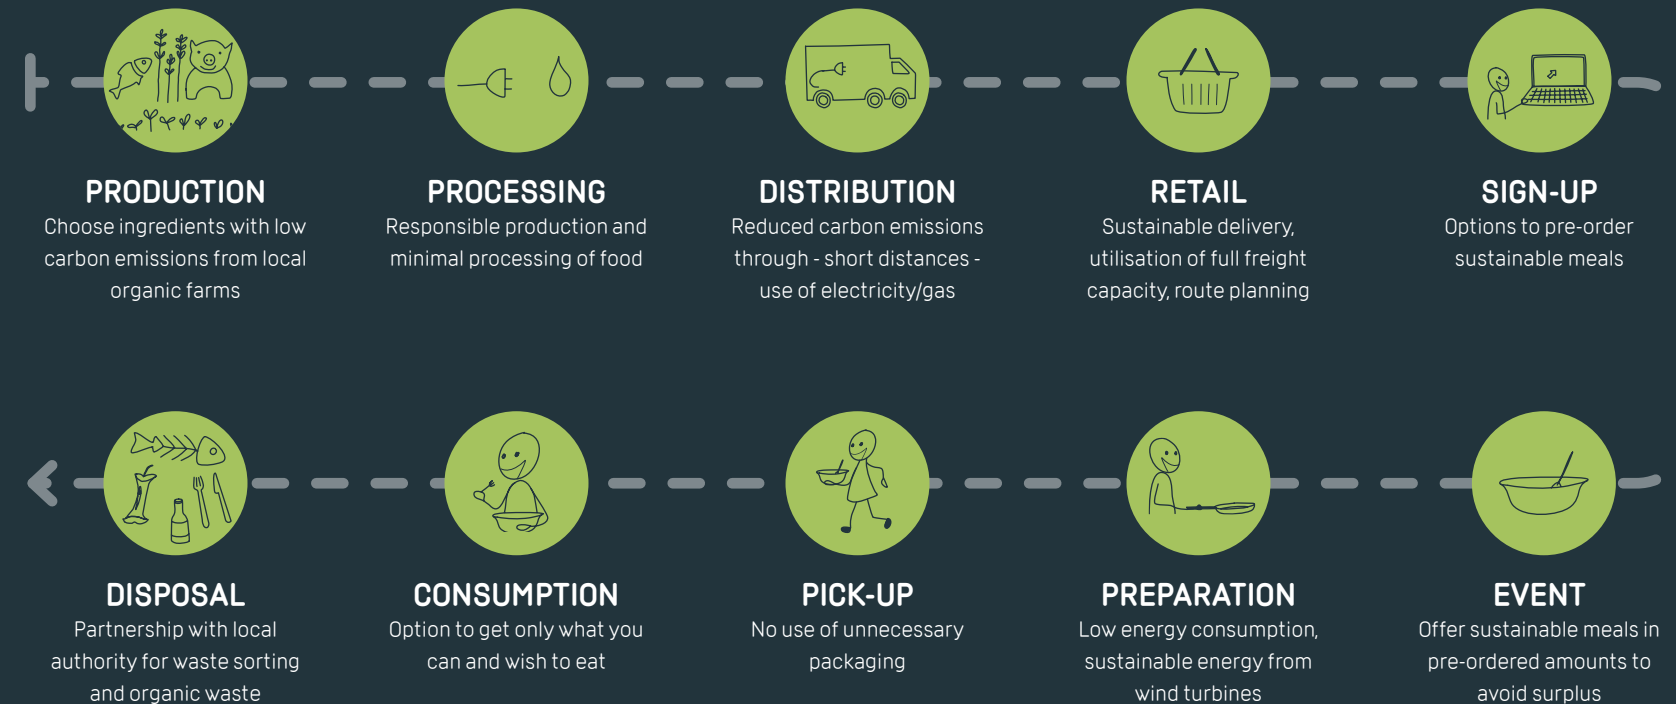 PRODUCTION
Choose ingredients with low
carbon emissions from local
organic farms
PROCESSING
Responsible production and
minimal processing of food
DISTRIBUTION
Reduced carbon emissions
through - short distances -
use of electricity/gas
RETAIL
Sustainable delivery,
utilisation of full freight
capacity, route planning
SIGN-UP
Options to pre-order
sustainable meals
DISPOSAL
Partnership with local
authority for waste sorting
and organic waste
CONSUMPTION
Option to get only what you
can and wish to eat
PICK-UP
No use of unnecessary
packaging
PREPARATION
Low energy consumption,
sustainable energy from
wind turbines
EVENT
Offer sustainable meals in
pre-ordered amounts to
avoid surplus